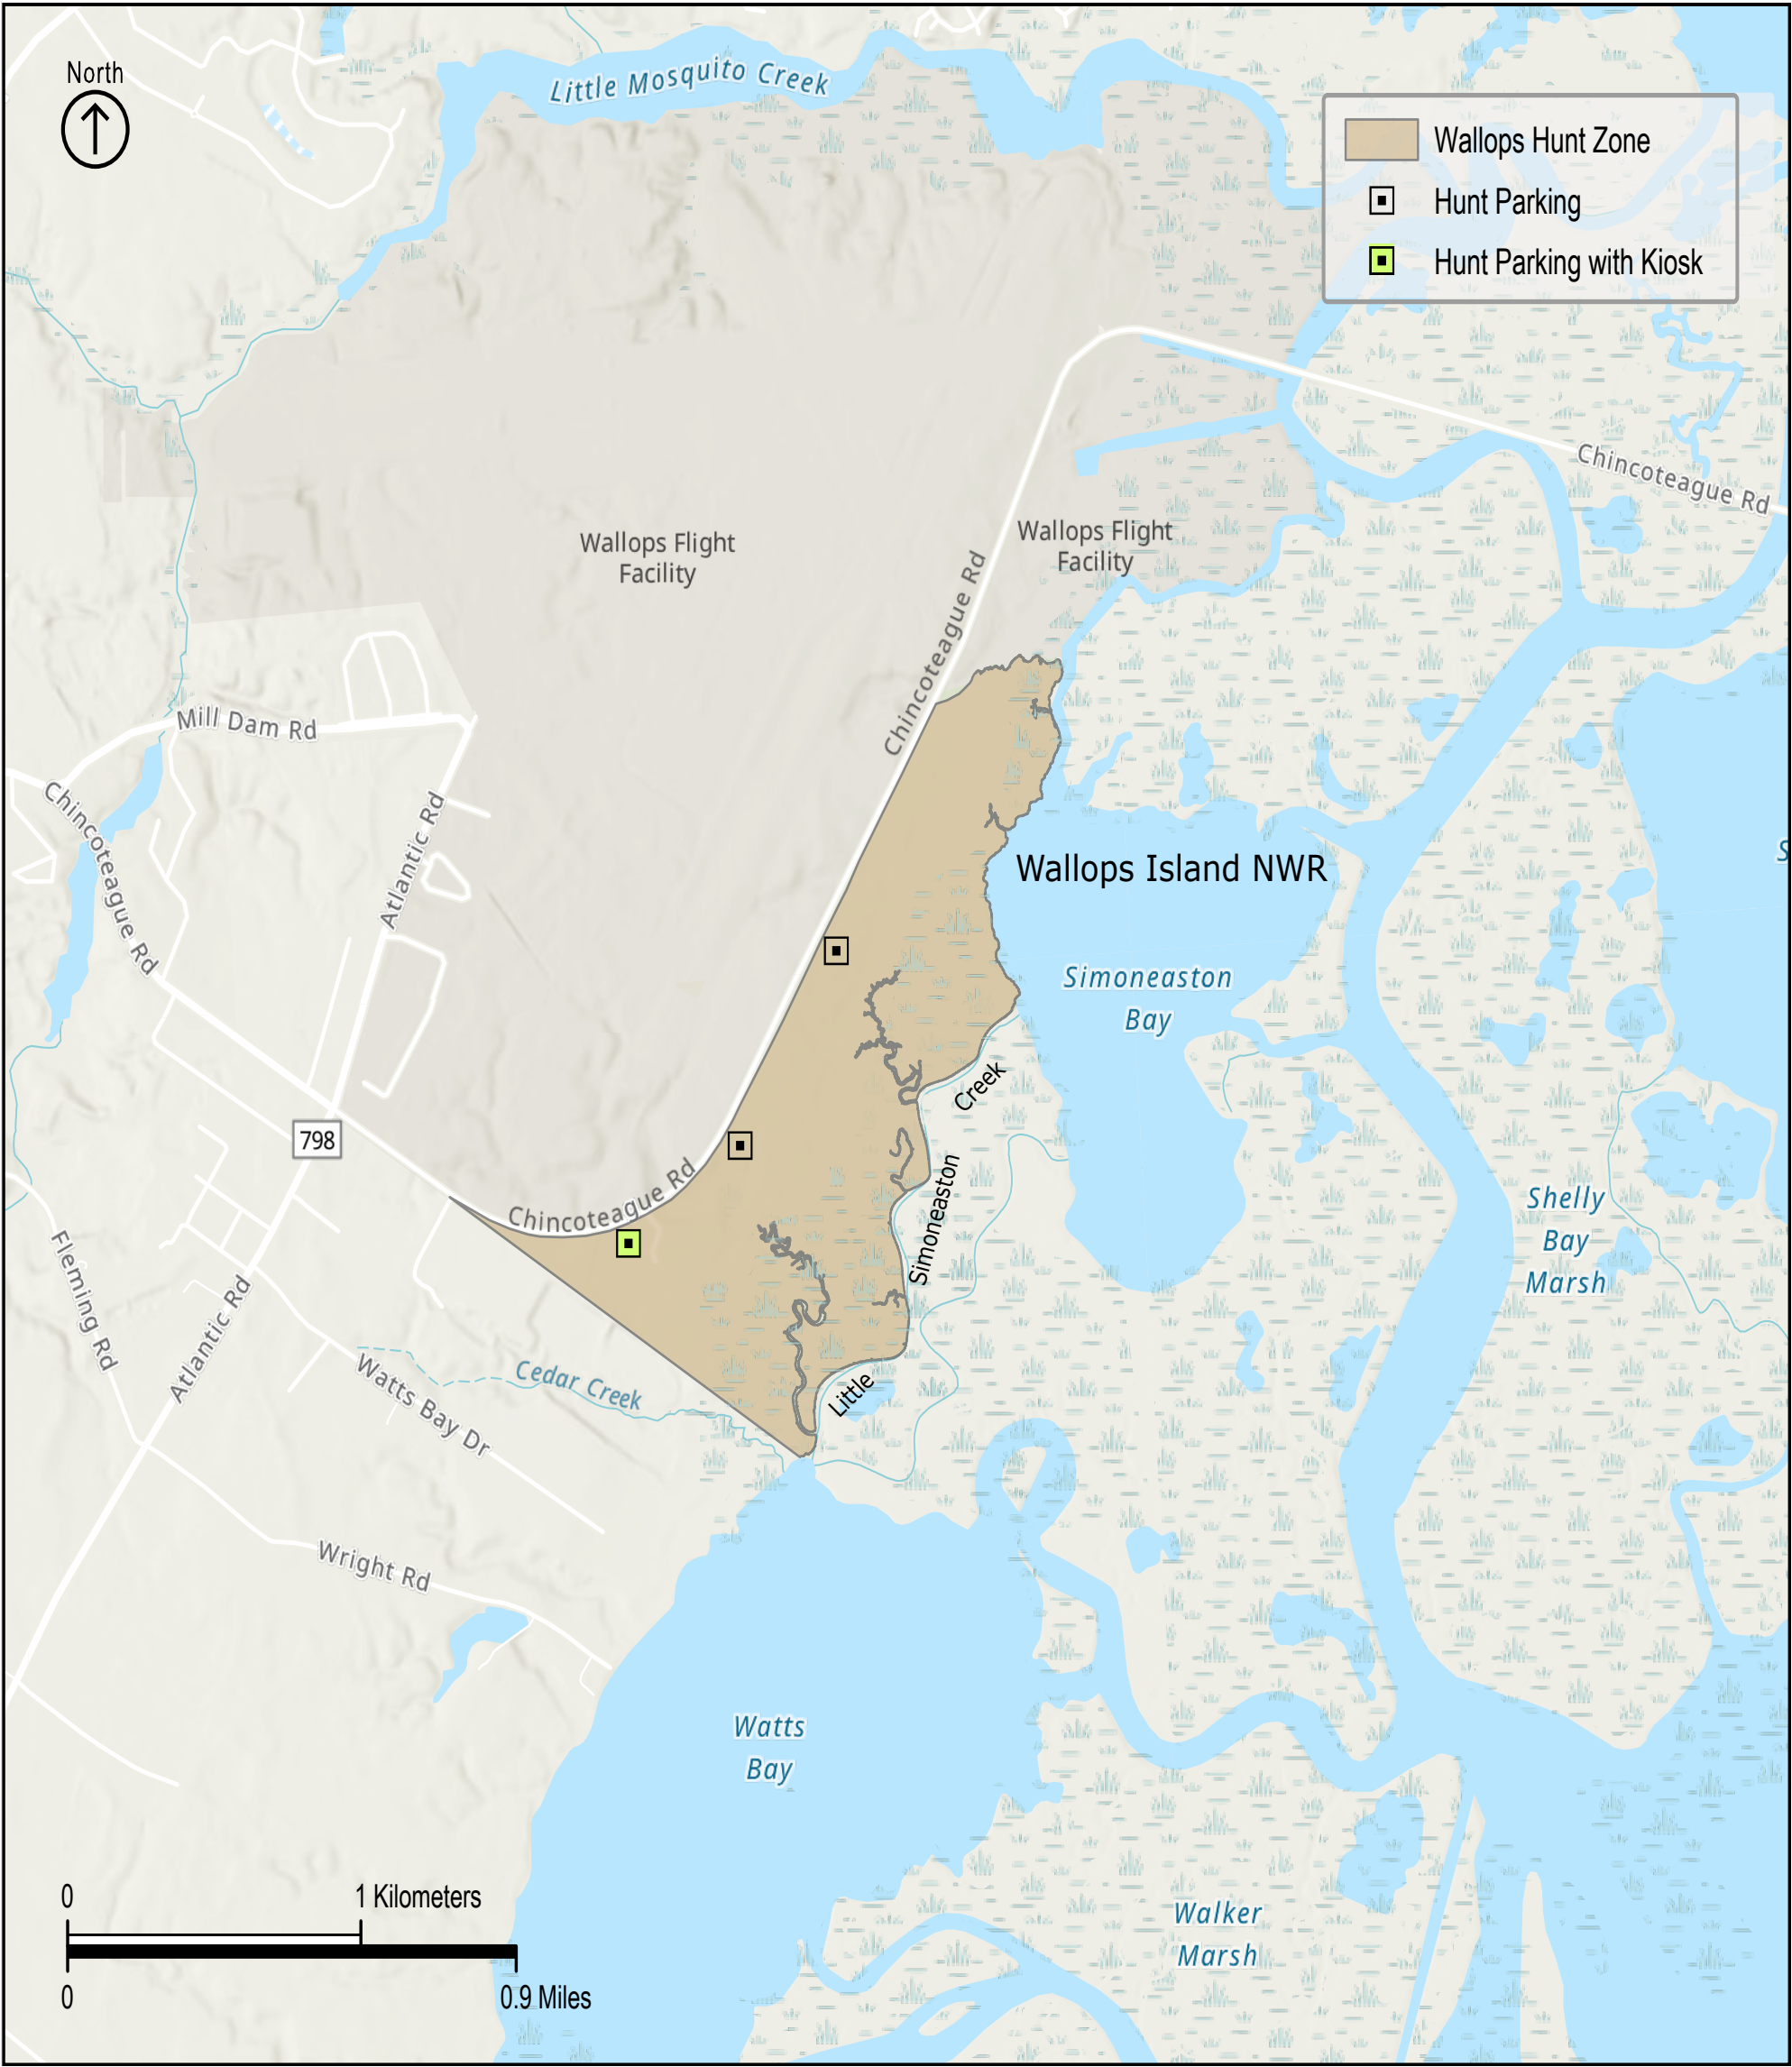 North
Little Mosquito Creek
Wallops Hunt Zone
Hunt Parking
Hunt Parking with Kiosk
Chincoteague Rd
Wallops Flight
Facility
Wallops Flight
Facility
Chincoteague Rd
Mill Dam Rd
Chincoteague Rd
Atlantic Rd
Wallops Island NWR
Simoneaston
Bay
Creek
798
Simoneaston
Chincoteague Rd
Shelly
Bay
Marsh
Fleming Rd
Atlantic Rd
Cedar Creek
Watts Bay Dr
Little
Wright Rd
Watts
Bay
Walker
Marsh
0
1 Kilometers
0
0.9 Miles